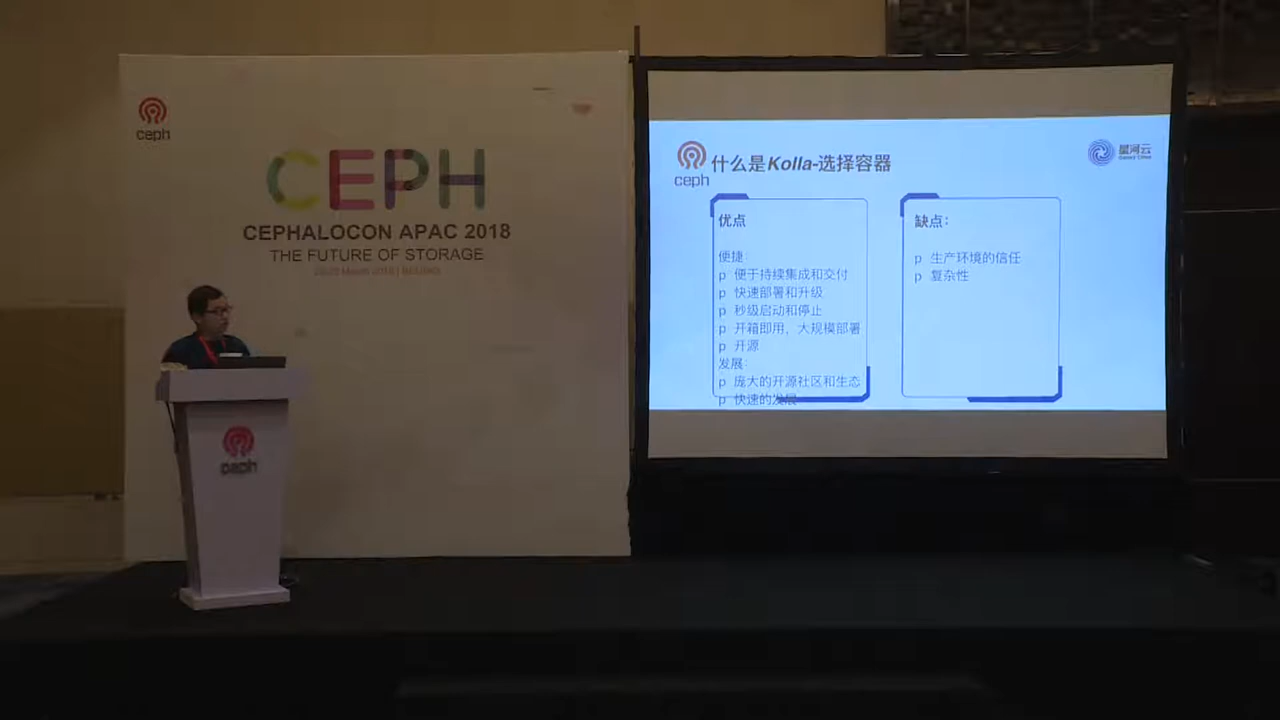 ceph
CEPH
CEPHALOCON APAC 2018
THE FUTURE OF STORAGE
ceph
ceph
什么是Kolla-选择容器
星河云
优点
便捷:
p 便于持续集成和交付
p 快速部署和升级
p 秒级启动和停止
p 开箱即用，大规模部署
p 开源
发展:
p 庞大的开源社区和生态
p 快速的发展
缺点:
p 生产环境的信任
p 复杂性